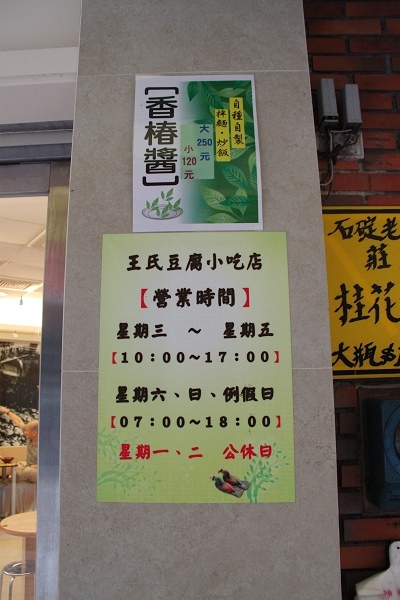 [香椿醬]
自種自製
拌麵·炒飯
大250元
小120元
王氏豆腐小吃店
【營業時間】
星期三 ～ 星期五
【10：00～17：00】
星期六、日、例假日
【07：00～18：00】
星期一、二 公休日
石碇老
莊
桂花
大瓶